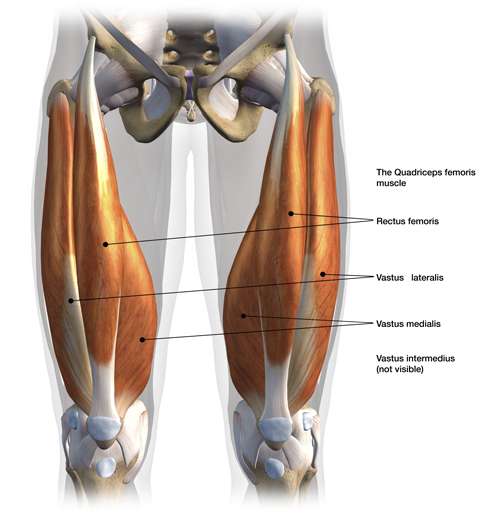 The Quadriceps femoris
muscle
Rectus femoris
Vastus lateralis
Vastus medialis
Vastus intermedius
(not visible)